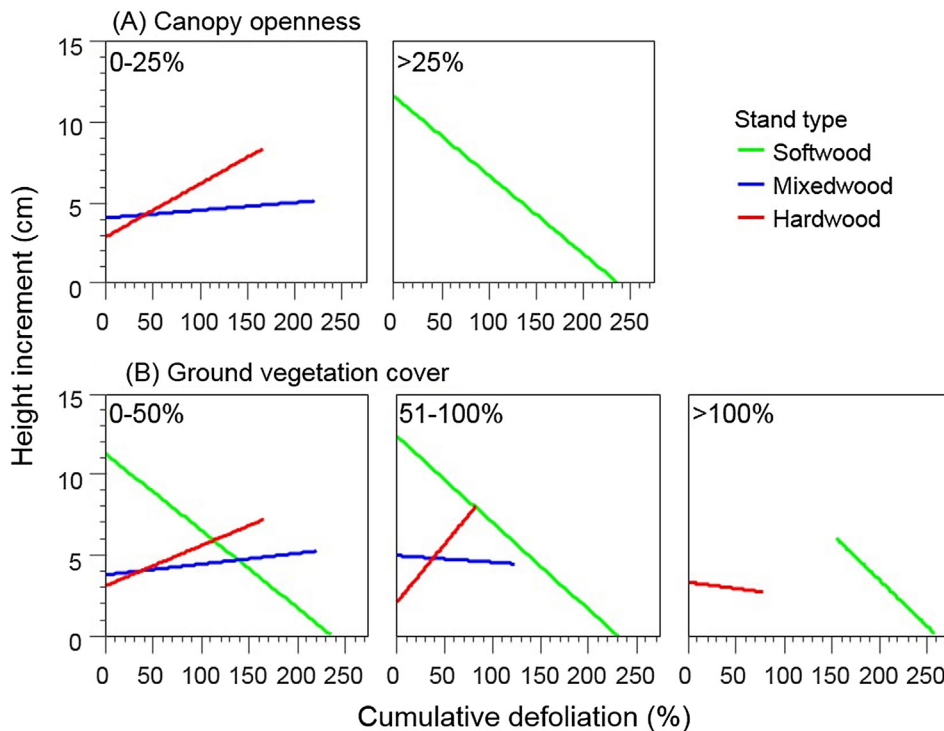 (A) Canopy openness
0-25%
>25%
15
10
5
0
0 50 100 150 200 250
0 50 100 150 200 250
Stand type
Softwood
Mixedwood
Hardwood
Height increment (cm)
(B) Ground vegetation cover
0-50%
51-100%
>100%
15
10
5
0
0 50 100 150 200 250
0 50 100 150 200 250
0 50 100 150 200 250
Cumulative defoliation (%)